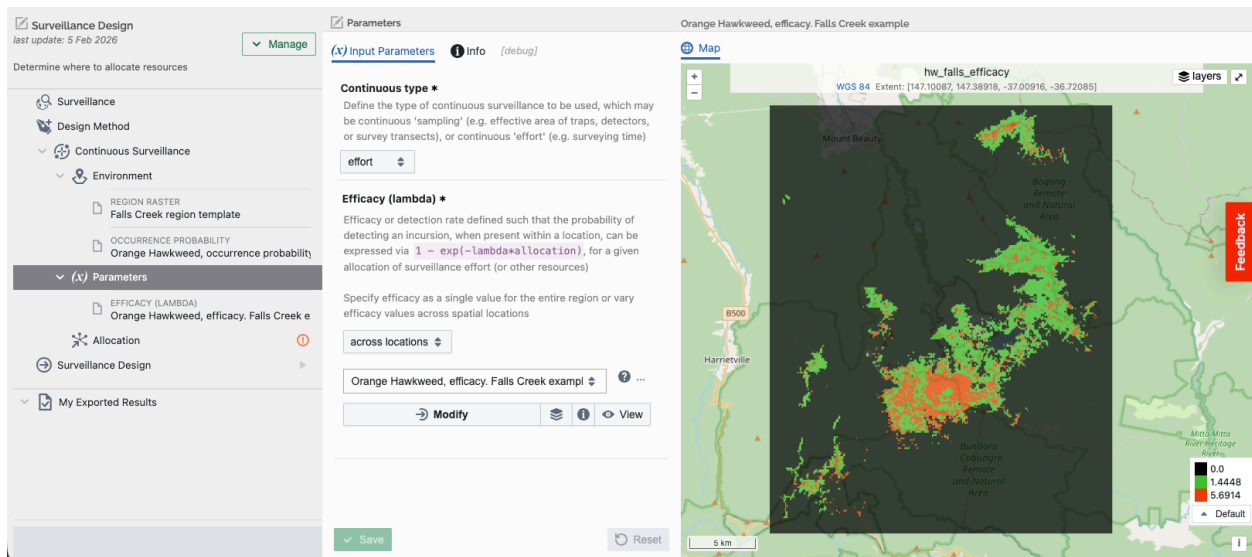 Surveillance Design
last update: 5 Feb 2026
Manage
Determine where to allocate resources
Surveillance
Design Method
Continuous Surveillance
Environment
REGION RASTER
Falls Creek region template
OCCURRENCE PROBABILITY
Orange Hawkweed, occurrence probability
(x) Parameters
EFFICACY (LAMBDA)
Orange Hawkweed, efficacy. Falls Creek e
Allocation
Surveillance Design
My Exported Results
Parameters
(x) Input Parameters
Info
[debug]
Continuous type *
Define the type of continuous surveillance to be used, which may
be continuous 'sampling' (e.g. effective area of traps, detectors,
or survey transects), or continuous 'effort' (e.g. surveying time)
effort
Efficacy (lambda) *
Efficacy or detection rate defined such that the probability of
detecting an incursion, when present within a location, can be
expressed via 1 - exp(-lambda*allocation), for a given
allocation of surveillance effort (or other resources)
Specify efficacy as a single value for the entire region or vary
efficacy values across spatial locations
across locations
Orange Hawkweed, efficacy. Falls Creek exampl
? ...
Modify
View
Save
Reset
Orange Hawkweed, efficacy. Falls Creek example
Map
+
−
hw_falls_efficacy
WGS 84 Extent: [147.10087, 147.38918, -37.00916, -36.72085]
layers
Mount Beauty
Bogong
Remote
and Natural
Area
Feedback
B500
Harrietville
Bundara
- Cobungra
Remote
and Natural
Area
Mitta Mitta
River Heritage
River
0.0
1.4448
5.6914
Default
5 km
i